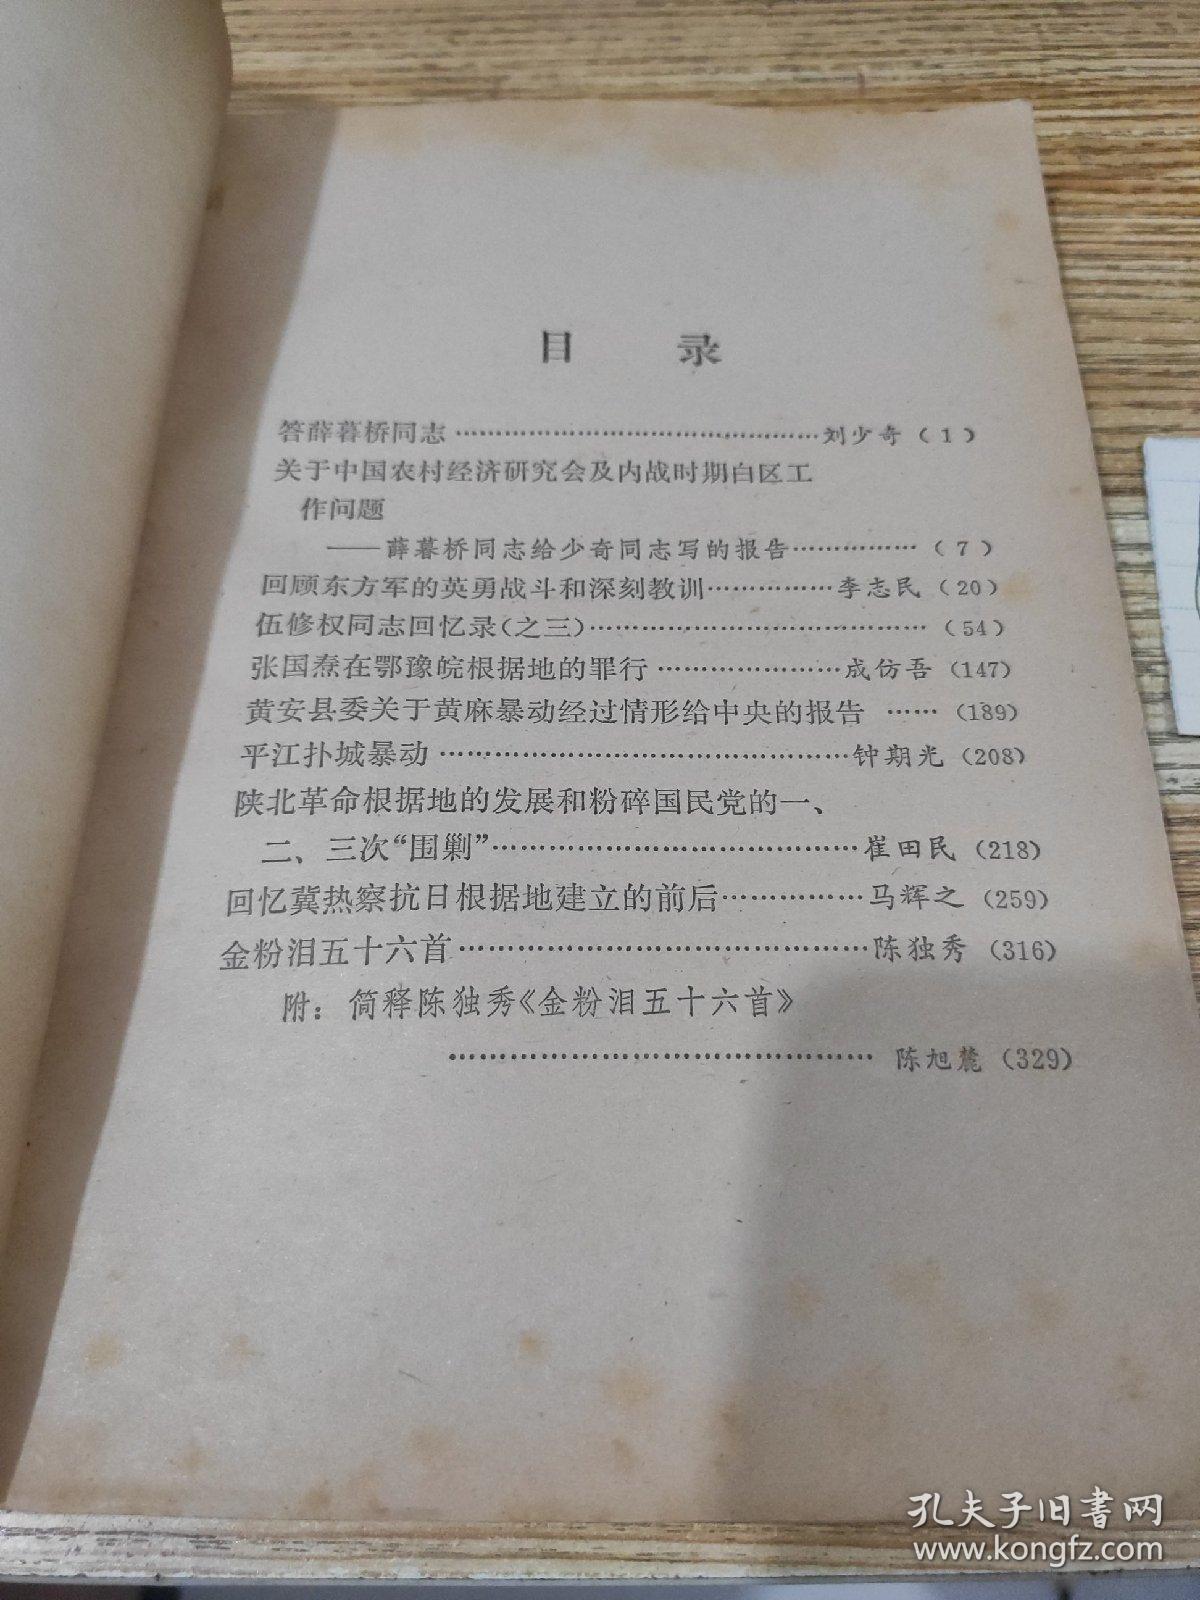 目 录
答薛暮桥同志……………………………………刘少奇（1）
关于中国农村经济研究会及内战时期白区工
作问题
——薛暮桥同志给少奇同志写的报告……………（7）
回顾东方军的英勇战斗和深刻教训……………李志民（20）
伍修权同志回忆录（之三）…………………………………（54）
张国焘在鄂豫皖根据地的罪行…………………成仿吾（147）
黄安县委关于黄麻暴动经过情形给中央的报告 ……（189）
平江扑城暴动……………………………………钟期光（208）
陕北革命根据地的发展和粉碎国民党的一、
二、三次“围剿”…………………………………崔田民（218）
回忆冀热察抗日根据地建立的前后……………马辉之（259）
金粉泪五十六首……………………………………陈独秀（316）
附：简释陈独秀《金粉泪五十六首》
……………………………………………陈旭麓（329）
孔夫子旧书网
www.kongfz.com